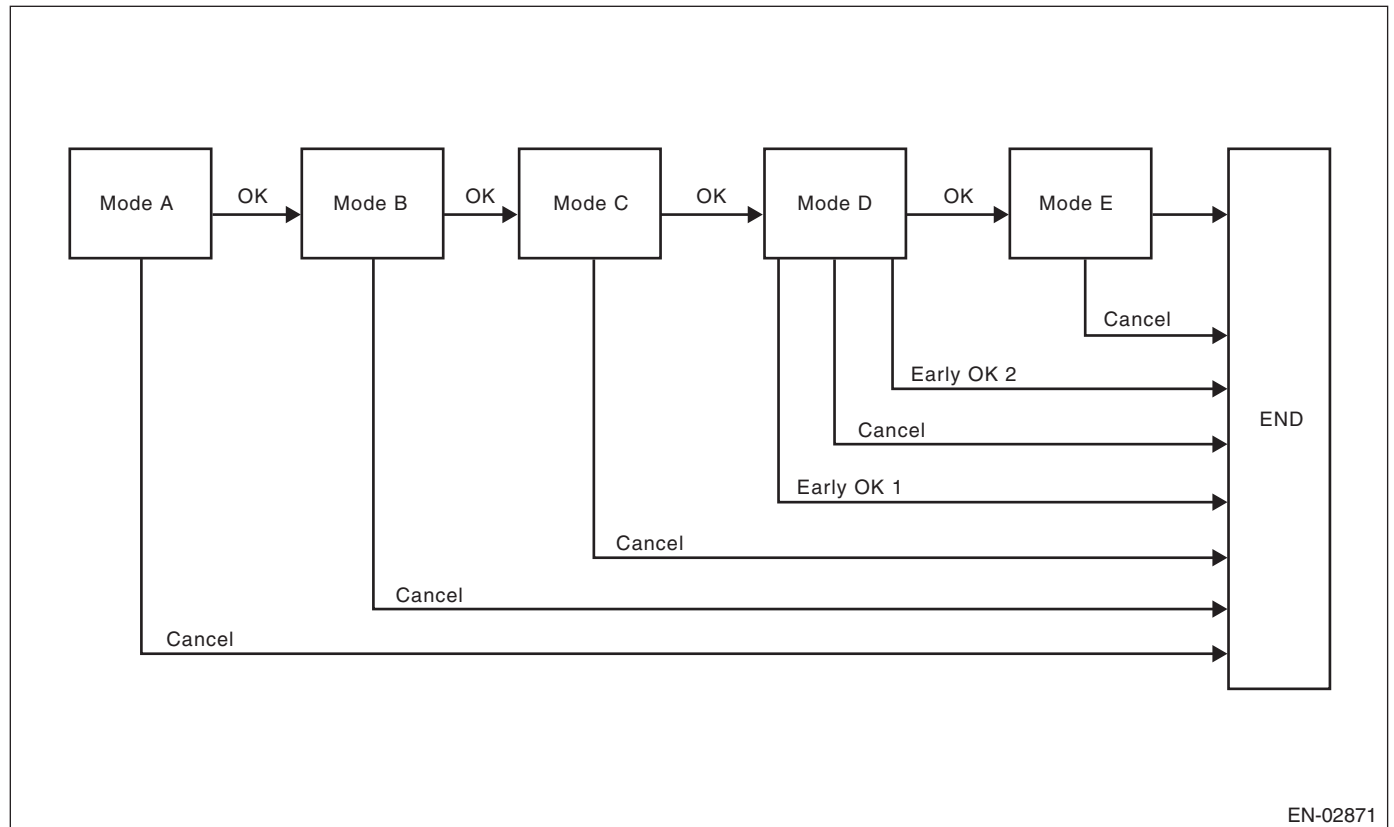 Mode A
OK
Mode B
OK
Mode C
OK
Mode D
OK
Mode E
Cancel
Early OK 2
END
Cancel
Early OK 1
Cancel
Cancel
Cancel
EN-02871